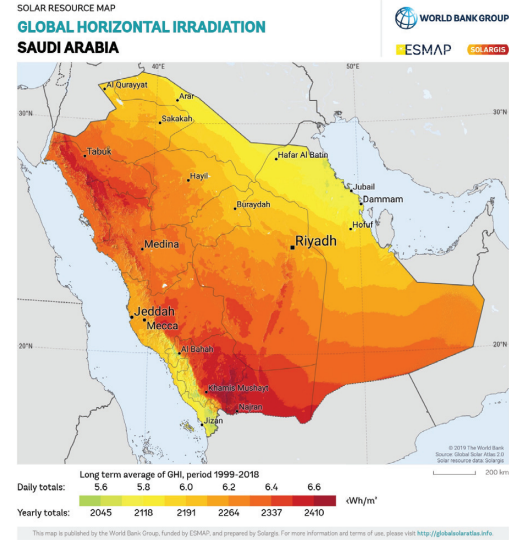 SOLAR RESOURCE MAP
GLOBAL HORIZONTAL IRRADIATION
SAUDI ARABIA
WORLD BANK GROUP
ESMAP
SOLARGIS
40°E
50°E
Al Qurayyat
Arar
30°N
30°N
Sakakah
Tabuk
Hafar Al Batin
Hayil
Jubail
Dammam
Buraydah
Hofuf
Riyadh
Medina
Jeddah
Mecca
20°N
20°N
Al Bahah
Khamis Mushayt
Najran
Jizan
© 2019 The World Bank
Source: Global Solar Atlas 2.0
Solar resource data: Solargis
200 km
Long term average of GHI, period 1999-2018
Daily totals: 5.6 5.8 6.0 6.2 6.4 6.6
kWh/m²
Yearly totals: 2045 2118 2191 2264 2337 2410
This map is published by the World Bank Group, funded by ESMAP, and prepared by Solargis. For more information and terms of use, please visit http://globalsolaratlas.info.